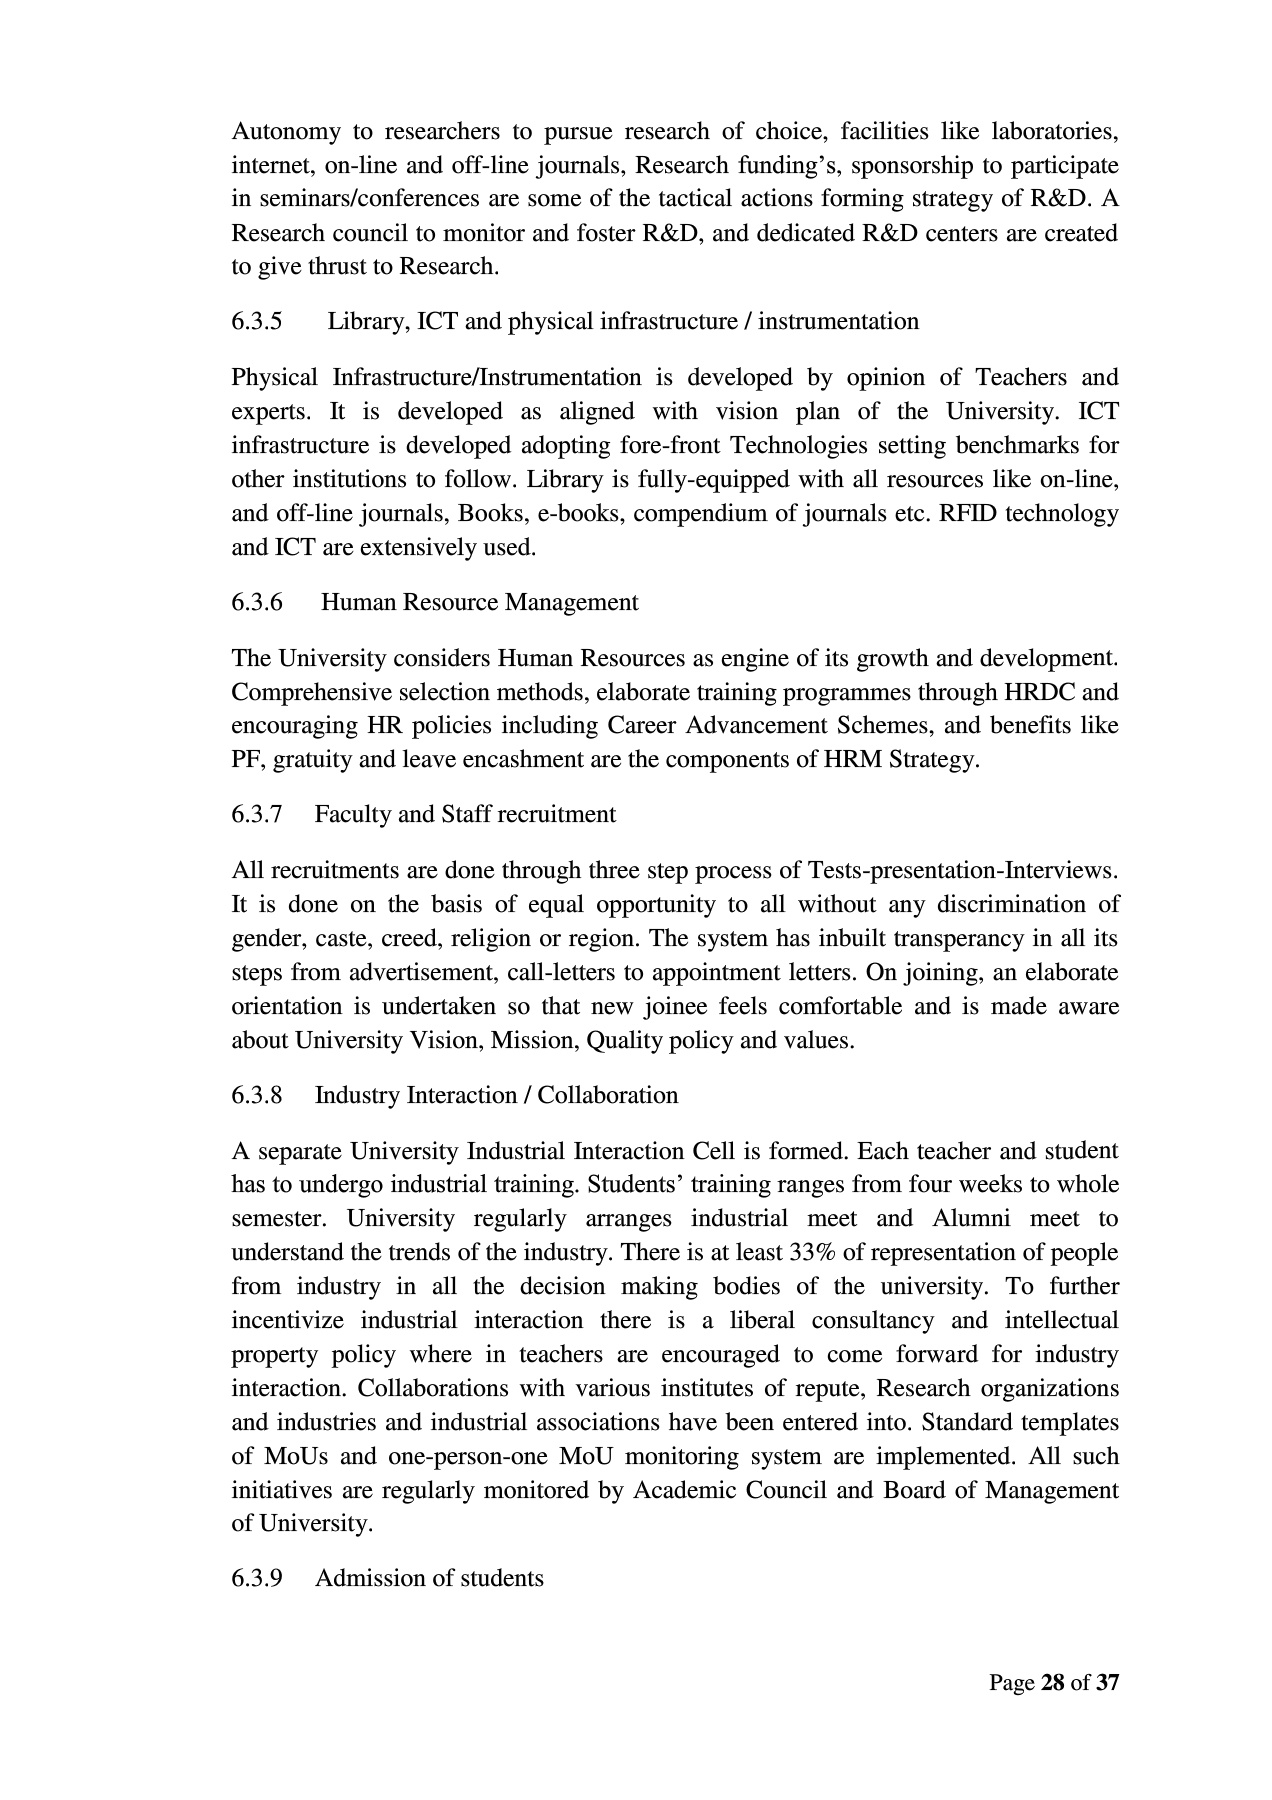 Autonomy to researchers to pursue research of choice, facilities like laboratories,
internet, on-line and off-line journals, Research funding’s, sponsorship to participate
in seminars/conferences are some of the tactical actions forming strategy of R&D. A
Research council to monitor and foster R&D, and dedicated R&D centers are created
to give thrust to Research.
6.3.5 Library, ICT and physical infrastructure / instrumentation
Physical Infrastructure/Instrumentation is developed by opinion of Teachers and
experts. It is developed as aligned with vision plan of the University. ICT
infrastructure is developed adopting fore-front Technologies setting benchmarks for
other institutions to follow. Library is fully-equipped with all resources like on-line,
and off-line journals, Books, e-books, compendium of journals etc. RFID technology
and ICT are extensively used.
6.3.6 Human Resource Management
The University considers Human Resources as engine of its growth and development.
Comprehensive selection methods, elaborate training programmes through HRDC and
encouraging HR policies including Career Advancement Schemes, and benefits like
PF, gratuity and leave encashment are the components of HRM Strategy.
6.3.7 Faculty and Staff recruitment
All recruitments are done through three step process of Tests-presentation-Interviews.
It is done on the basis of equal opportunity to all without any discrimination of
gender, caste, creed, religion or region. The system has inbuilt transperancy in all its
steps from advertisement, call-letters to appointment letters. On joining, an elaborate
orientation is undertaken so that new joinee feels comfortable and is made aware
about University Vision, Mission, Quality policy and values.
6.3.8 Industry Interaction / Collaboration
A separate University Industrial Interaction Cell is formed. Each teacher and student
has to undergo industrial training. Students’ training ranges from four weeks to whole
semester. University regularly arranges industrial meet and Alumni meet to
understand the trends of the industry. There is at least 33% of representation of people
from industry in all the decision making bodies of the university. To further
incentivize industrial interaction there is a liberal consultancy and intellectual
property policy where in teachers are encouraged to come forward for industry
interaction. Collaborations with various institutes of repute, Research organizations
and industries and industrial associations have been entered into. Standard templates
of MoUs and one-person-one MoU monitoring system are implemented. All such
initiatives are regularly monitored by Academic Council and Board of Management
of University.
6.3.9 Admission of students
Page 28 of 37